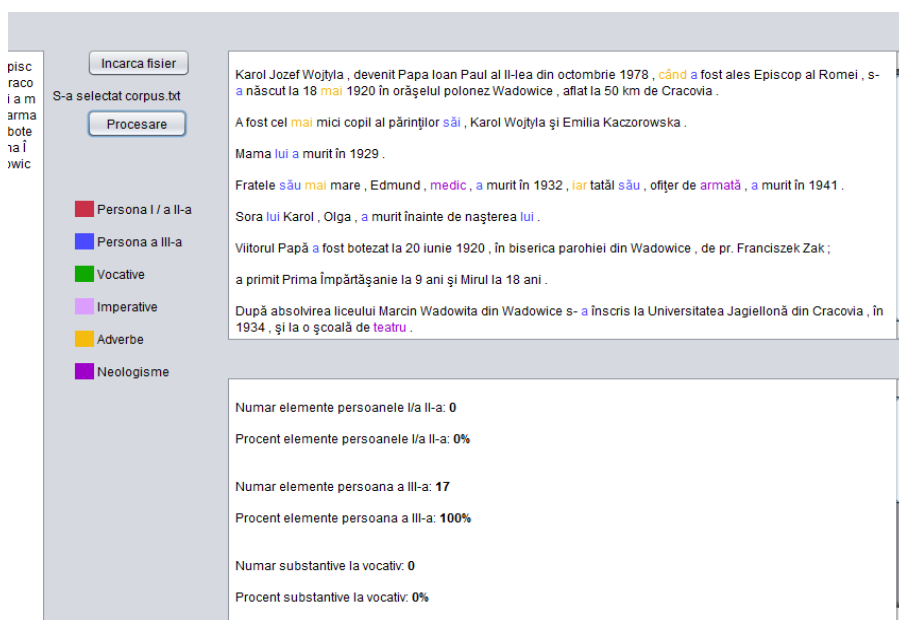 pisc
raco
i a m
arma
bote
na Î
owic
Incarca fisier
S-a selectat corpus.txt
Procesare
Persona I / a II-a
Persona a III-a
Vocative
Imperative
Adverbe
Neologisme
Karol Jozef Wojtyla , devenit Papa Ioan Paul al II-lea din octombrie 1978 , când a fost ales Episcop al Romei , s-
a născut la 18 mai 1920 în orăşelul polonez Wadowice , aflat la 50 km de Cracovia .
A fost cel mai mici copil al părinţilor săi , Karol Wojtyla şi Emilia Kaczorowska .
Mama lui a murit în 1929 .
Fratele său mai mare , Edmund , medic , a murit în 1932 , iar tatăl său , ofiţer de armată , a murit în 1941 .
Sora lui Karol , Olga , a murit înainte de naşterea lui .
Viitorul Papă a fost botezat la 20 iunie 1920 , în biserica parohiei din Wadowice , de pr. Franciszek Zak ;
a primit Prima Împărtăşanie la 9 ani şi Mirul la 18 ani .
După absolvirea liceului Marcin Wadowita din Wadowice s- a înscris la Universitatea Jagiellonă din Cracovia , în
1934 , şi la o şcoală de teatru .
Numar elemente persoanele I/a II-a: 0
Procent elemente persoanele I/a II-a: 0%
Numar elemente persoana a III-a: 17
Procent elemente persoana a III-a: 100%
Numar substantive la vocativ: 0
Procent substantive la vocativ: 0%